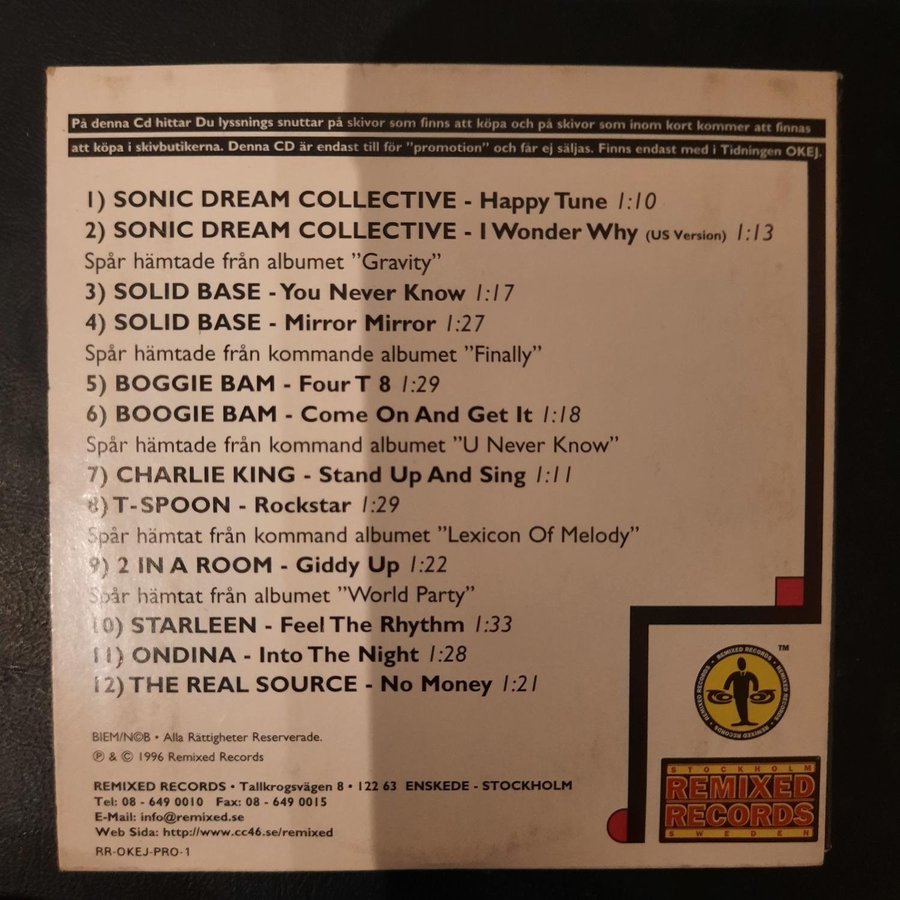 På denna Cd hittar Du lyssnings snuttar på skivor som finns att köpa och på skivor som inom kort kommer att finnas
att köpa i skivbutikerna. Denna CD är endast till för "promotion" och får ej säljas. Finns endast med i Tidningen OKEJ.
1) SONIC DREAM COLLECTIVE - Happy Tune 1:10
2) SONIC DREAM COLLECTIVE - I Wonder Why (US Version) 1:13
Spår hämtade från albumet "Gravity"
3) SOLID BASE - You Never Know 1:17
4) SOLID BASE - Mirror Mirror 1:27
Spår hämtade från kommande albumet "Finally"
5) BOGGIE BAM - Four T 8 1:29
6) BOOGIE BAM - Come On And Get It 1:18
Spår hämtade från kommand albumet "U Never Know"
7) CHARLIE KING - Stand Up And Sing 1:11
8) T-SPOON - Rockstar 1:29
Spår hämtat från kommand albumet "Lexicon Of Melody"
9) 2 IN A ROOM - Giddy Up 1:22
Spår hämtat från albumet "World Party"
10) STARLEEN - Feel The Rhythm 1:33
11) ONDINA - Into The Night 1:28
12) THE REAL SOURCE - No Money 1:21
BIEM/N©B • Alla Rättigheter Reserverade.
℗ & © 1996 Remixed Records
REMIXED RECORDS • Tallkrogsvägen 8 • 122 63 ENSKEDE - STOCKHOLM
Tel: 08 - 649 0010 Fax: 08 - 649 0015
E-Mail: info@remixed.se
Web Sida: http://www.cc46.se/remixed
RR-OKEJ-PRO-1
TM
REMIXED RECORDS • REMIXED RECORDS • REMIXED RECORDS •
STOCKHOLM
REMIXED
RECORDS
SWEDEN